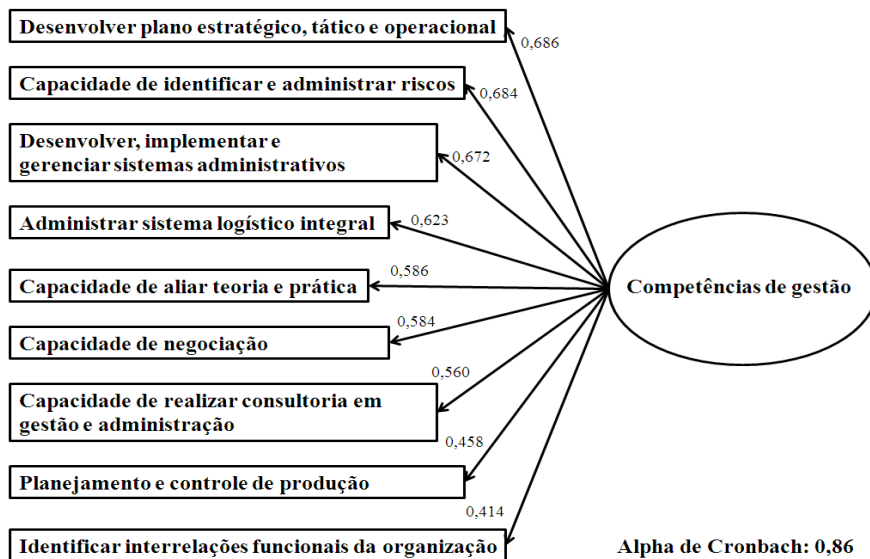 Desenvolver plano estratégico, tático e operacional
0,686
Capacidade de identificar e administrar riscos
0,684
Desenvolver, implementar e
gerenciar sistemas administrativos
0,672
Administrar sistema logístico integral
0,623
Capacidade de aliar teoria e prática
0,586
Competências de gestão
Capacidade de negociação
0,584
Capacidade de realizar consultoria em
gestão e administração
0,560
Planejamento e controle de produção
0,458
Identificar interrelações funcionais da organização
0,414
Alpha de Cronbach: 0,86